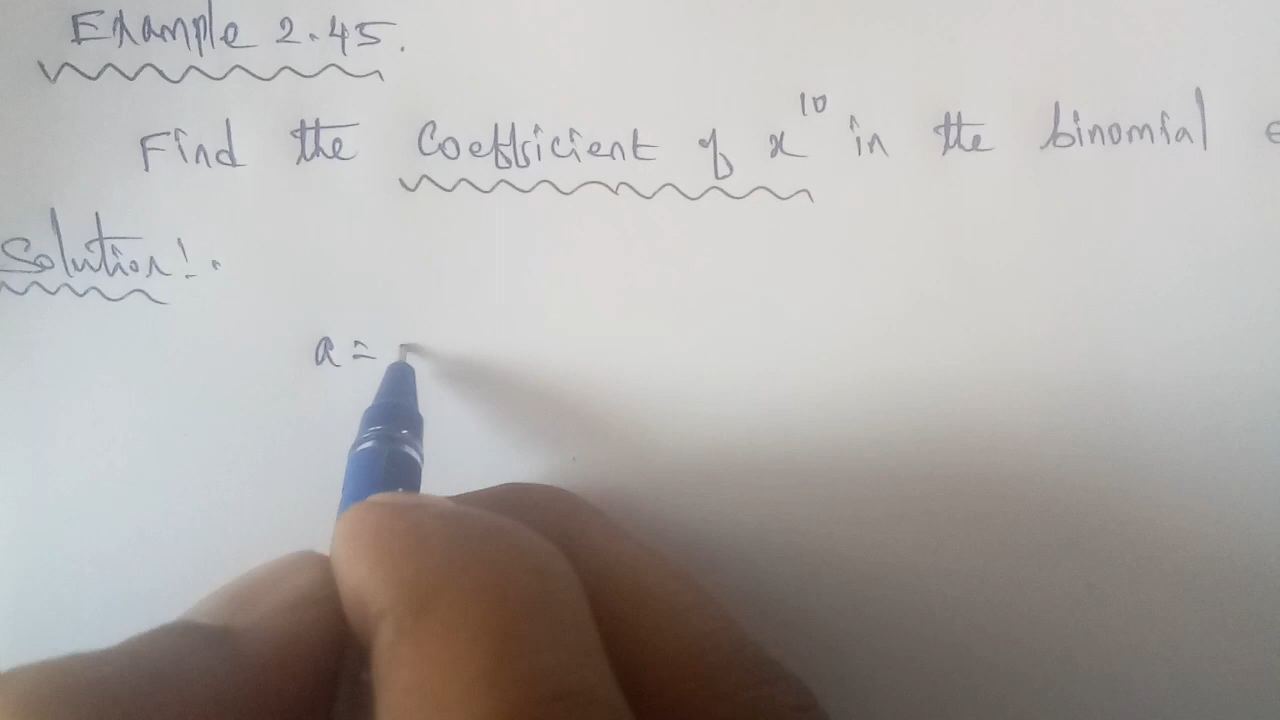 Example 2.45.
Find the Coefficient of x^10 in the binomial
Solution:.
a =